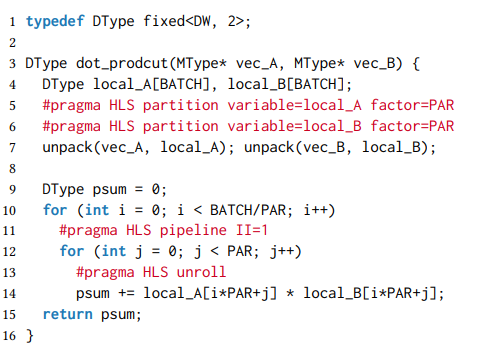 1 typedef DType fixed<DW, 2>;
2
3 DType dot_prodcut(MType* vec_A, MType* vec_B) {
4   DType local_A[BATCH], local_B[BATCH];
5   #pragma HLS partition variable=local_A factor=PAR
6   #pragma HLS partition variable=local_B factor=PAR
7   unpack(vec_A, local_A); unpack(vec_B, local_B);
8
9   DType psum = 0;
10   for (int i = 0; i < BATCH/PAR; i++)
11     #pragma HLS pipeline II=1
12     for (int j = 0; j < PAR; j++)
13       #pragma HLS unroll
14       psum += local_A[i*PAR+j] * local_B[i*PAR+j];
15   return psum;
16 }